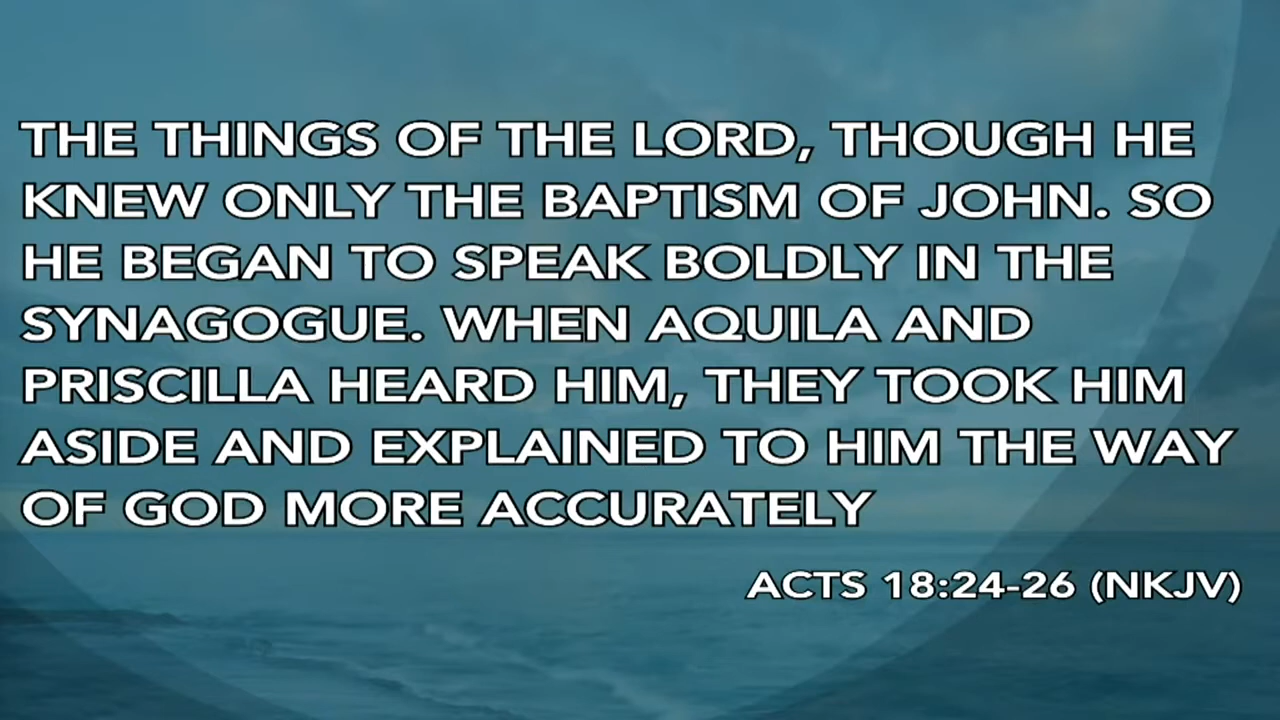 THE THINGS OF THE LORD, THOUGH HE
KNEW ONLY THE BAPTISM OF JOHN. SO
HE BEGAN TO SPEAK BOLDLY IN THE
SYNAGOGUE. WHEN AQUILA AND
PRISCILLA HEARD HIM, THEY TOOK HIM
ASIDE AND EXPLAINED TO HIM THE WAY
OF GOD MORE ACCURATELY
ACTS 18:24-26 (NKJV)